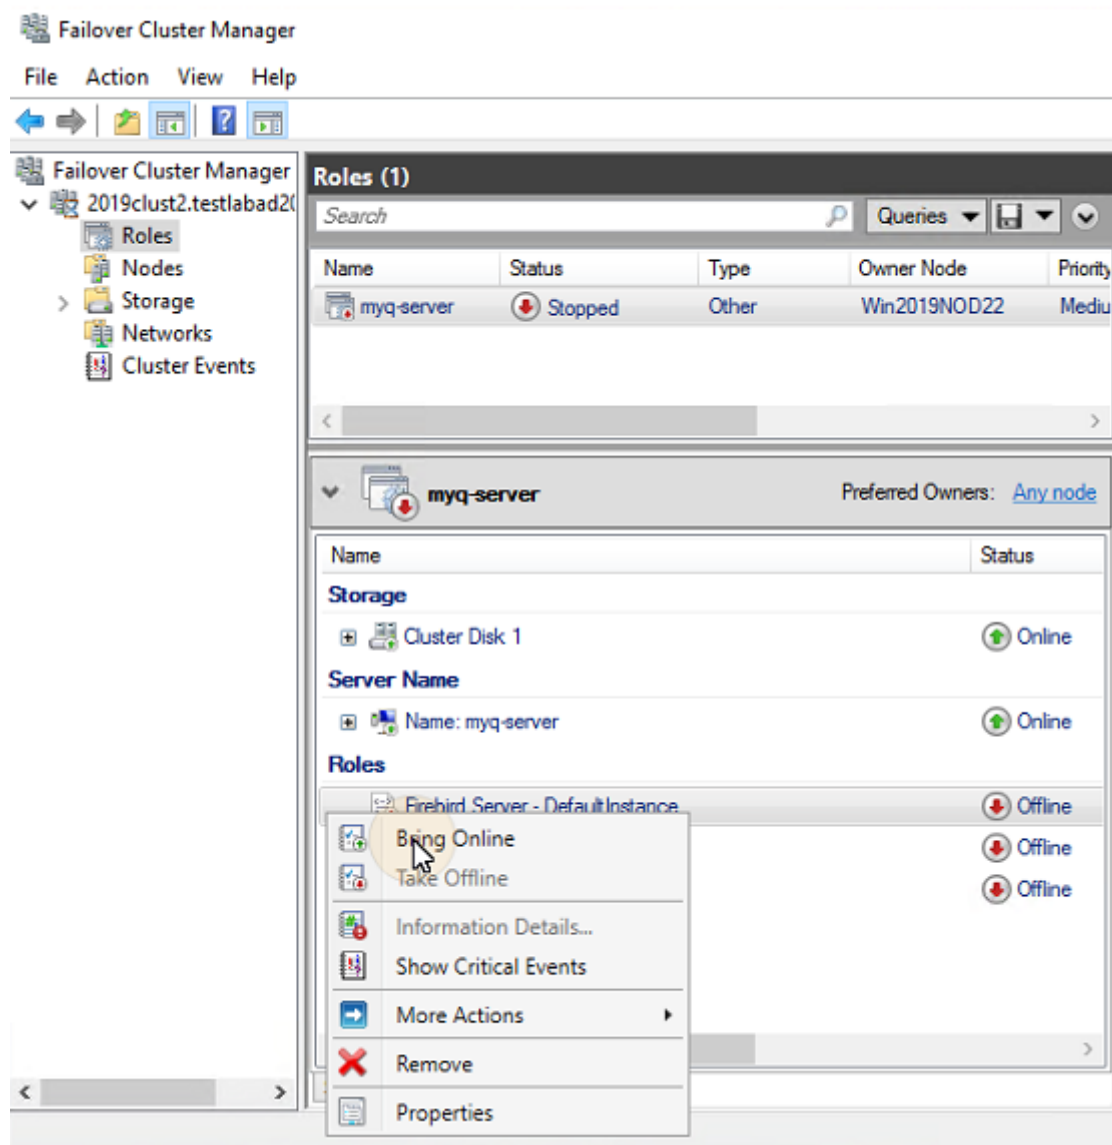 Failover Cluster Manager
File Action View Help
Failover Cluster Manager
2019clust2.testlabad20
Roles
Nodes
Storage
Networks
Cluster Events
Roles (1)
Search Queries
Name Status Type Owner Node Priority
myq-server Stopped Other Win2019NOD22 Mediu
myq-server Preferred Owners: Any node
Name Status
Storage
Cluster Disk 1 Online
Server Name
Name: myq-server Online
Roles
Firebird Server - DefaultInstance Offline
Offline
Offline
Bring Online
Take Offline
Information Details...
Show Critical Events
More Actions
Remove
Properties